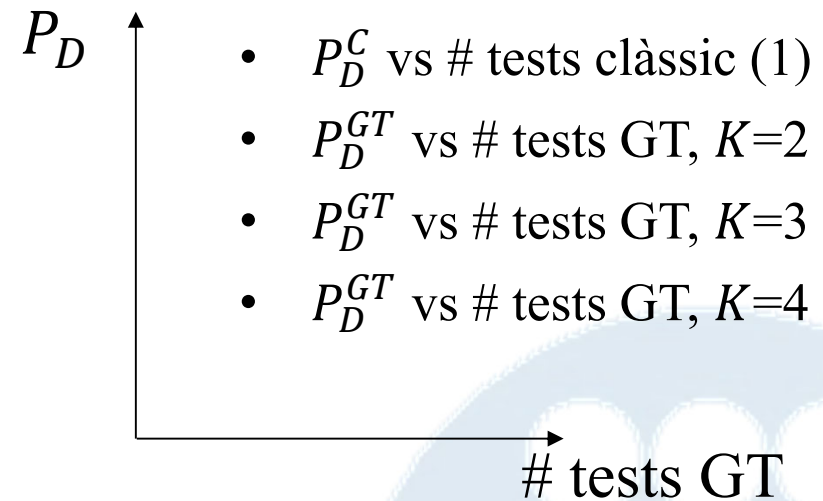 P_D
• P_D^C vs # tests clàssic (1)
• P_D^{GT} vs # tests GT, K=2
• P_D^{GT} vs # tests GT, K=3
• P_D^{GT} vs # tests GT, K=4
# tests GT